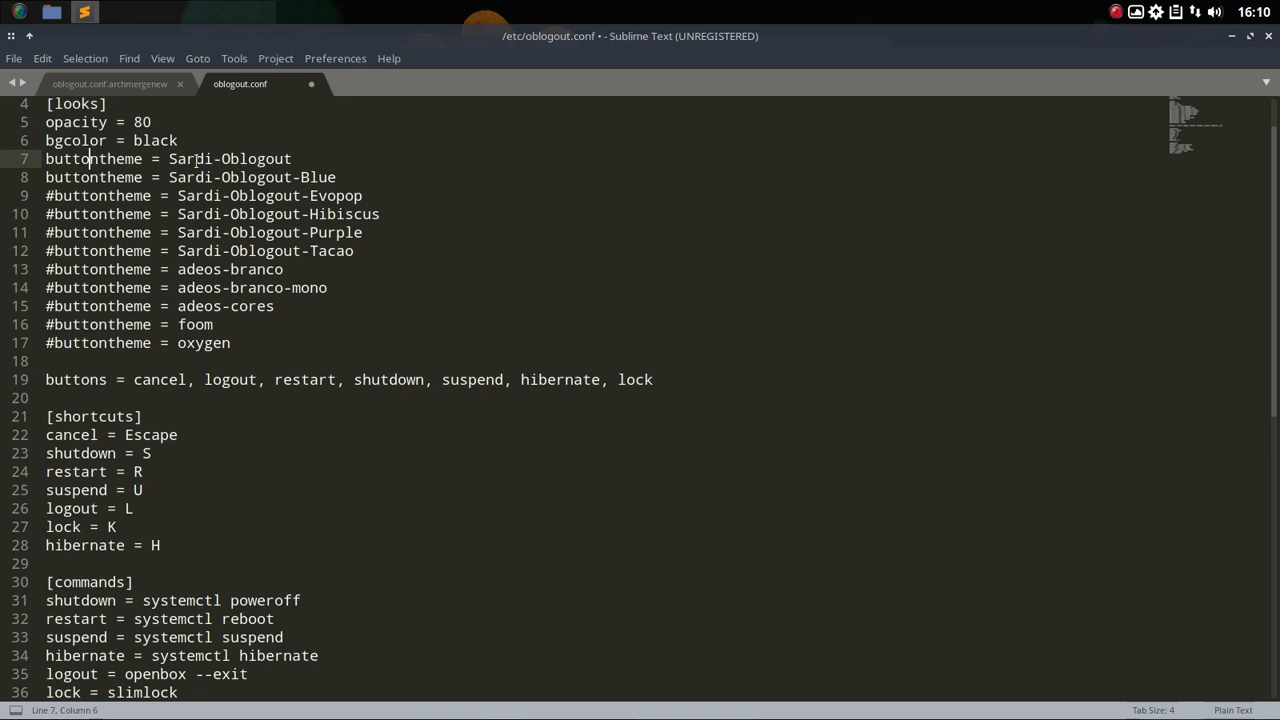 16:10
/etc/oblogout.conf • - Sublime Text (UNREGISTERED)
File Edit Selection Find View Goto Tools Project Preferences Help
oblogout.conf.archmergenew × oblogout.conf
4 [looks]
5 opacity = 80
6 bgcolor = black
7 buttontheme = Sardi-Oblogout
8 buttontheme = Sardi-Oblogout-Blue
9 #buttontheme = Sardi-Oblogout-Evopop
10 #buttontheme = Sardi-Oblogout-Hibiscus
11 #buttontheme = Sardi-Oblogout-Purple
12 #buttontheme = Sardi-Oblogout-Tacao
13 #buttontheme = adeos-branco
14 #buttontheme = adeos-branco-mono
15 #buttontheme = adeos-cores
16 #buttontheme = foom
17 #buttontheme = oxygen
18
19 buttons = cancel, logout, restart, shutdown, suspend, hibernate, lock
20
21 [shortcuts]
22 cancel = Escape
23 shutdown = S
24 restart = R
25 suspend = U
26 logout = L
27 lock = K
28 hibernate = H
29
30 [commands]
31 shutdown = systemctl poweroff
32 restart = systemctl reboot
33 suspend = systemctl suspend
34 hibernate = systemctl hibernate
35 logout = openbox --exit
36 lock = slimlock
Line 7, Column 6 Tab Size: 4 Plain Text